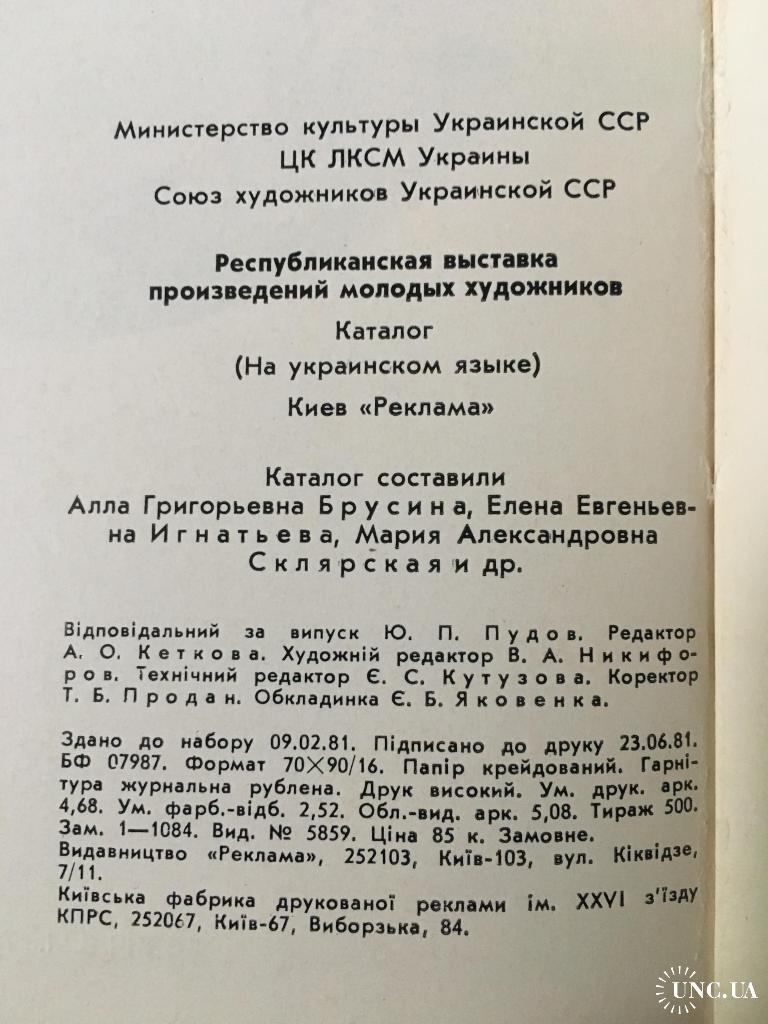 Министерство культуры Украинской ССР
ЦК ЛКСМ Украины
Союз художников Украинской ССР
Республиканская выставка
произведений молодых художников
Каталог
(На украинском языке)
Киев «Реклама»
Каталог составили
Алла Григорьевна Брусина, Елена Евгеньев-
на Игнатьева, Мария Александровна
Склярская и др.
Відповідальний за випуск Ю. П. Пудов. Редактор
А. О. Кеткова. Художній редактор В. А. Никифо-
ров. Технічний редактор Є. С. Кутузова. Коректор
Т. Б. Продан. Обкладинка Є. Б. Яковенка.
Здано до набору 09.02.81. Підписано до друку 23.06.81.
БФ 07987. Формат 70×90/16. Папір крейдований. Гарні-
тура журнальна рублена. Друк високий. Ум. друк. арк.
4,68. Ум. фарб.-відб. 2,52. Обл.-вид. арк. 5,08. Тираж 500.
Зам. 1—1084. Вид. № 5859. Ціна 85 к. Замовне.
Видавництво «Реклама», 252103, Київ-103, вул. Кіквідзе,
7/11.
Київська фабрика друкованої реклами ім. XXVI з'їзду
КПРС, 252067, Київ-67, Виборзька, 84.
UNC.UA